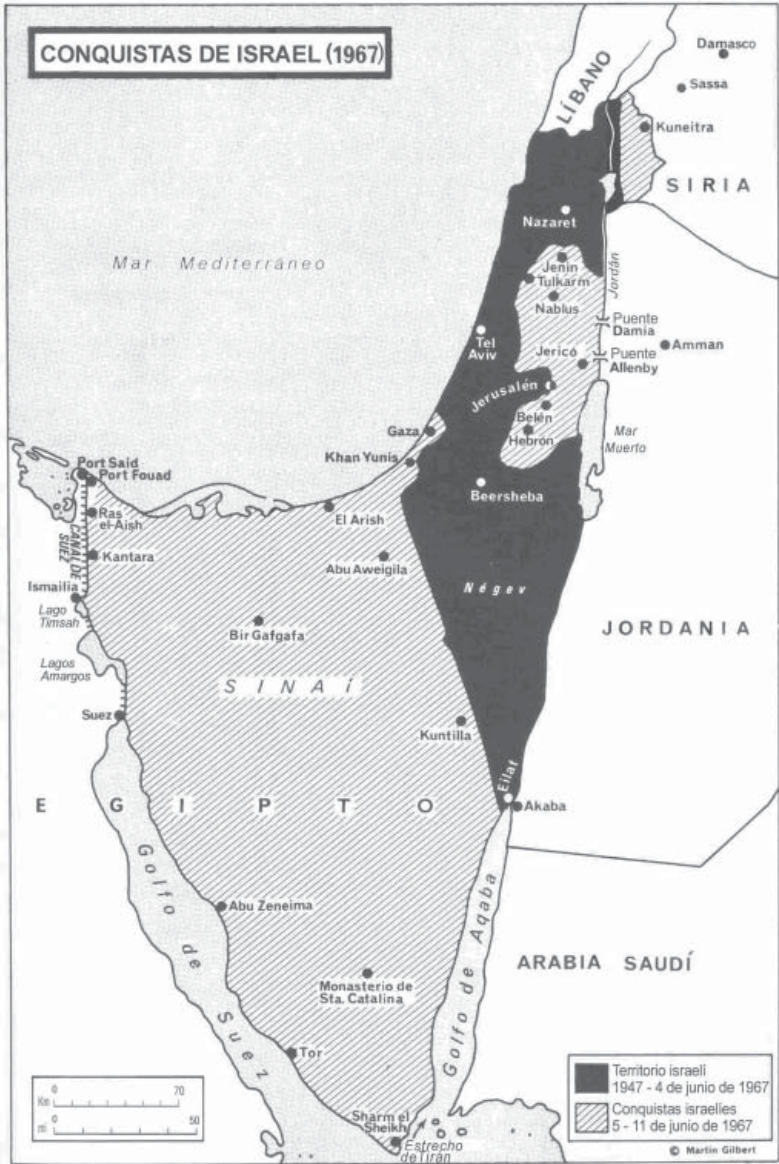 CONQUISTAS DE ISRAEL (1967)
Damasco
LÍBANO
Sassa
Kuneitra
SIRIA
Nazaret
Mar Mediterráneo
Jenin
Tulkarm
Jordán
Nablus
Puente
Damia
Tel
Aviv
Amman
Jericó
Puente
Allenby
Jerusalén
Belén
Gaza
Hebrón
Mar
Muerto
Khan Yunis
Port Said
Port Fouad
Beersheba
Ras
el-Aish
El Arish
CANAL DE
SUEZ
Kantara
Abu Aweigila
Ismailia
Négev
Lago
Timsah
Bir Gafgafa
JORDANIA
Lagos
Amargos
SINAÍ
Suez
Kuntilla
Eilat
EGIPTO
Akaba
Golfo de Suez
Golfo de Aqaba
Abu Zeneima
ARABIA SAUDÍ
Monasterio de
Sta. Catalina
Tor
Territorio israelí
1947 - 4 de junio de 1967
0 70
Km
mi
0 50
Conquistas israelíes
5 - 11 de junio de 1967
Sharm el
Sheikh
Estrecho
de Tirán
© Martin Gilbert